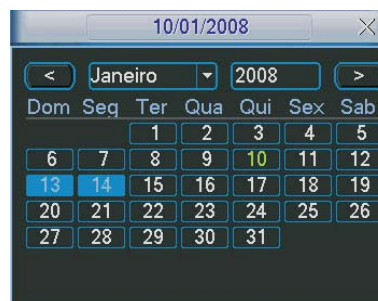 10/01/2008
< Janeiro 2008 >
Dom Seg Ter Qua Qui Sex Sab
1 2 3 4 5
6 7 8 9 10 11 12
13 14 15 16 17 18 19
20 21 22 23 24 25 26
27 28 29 30 31